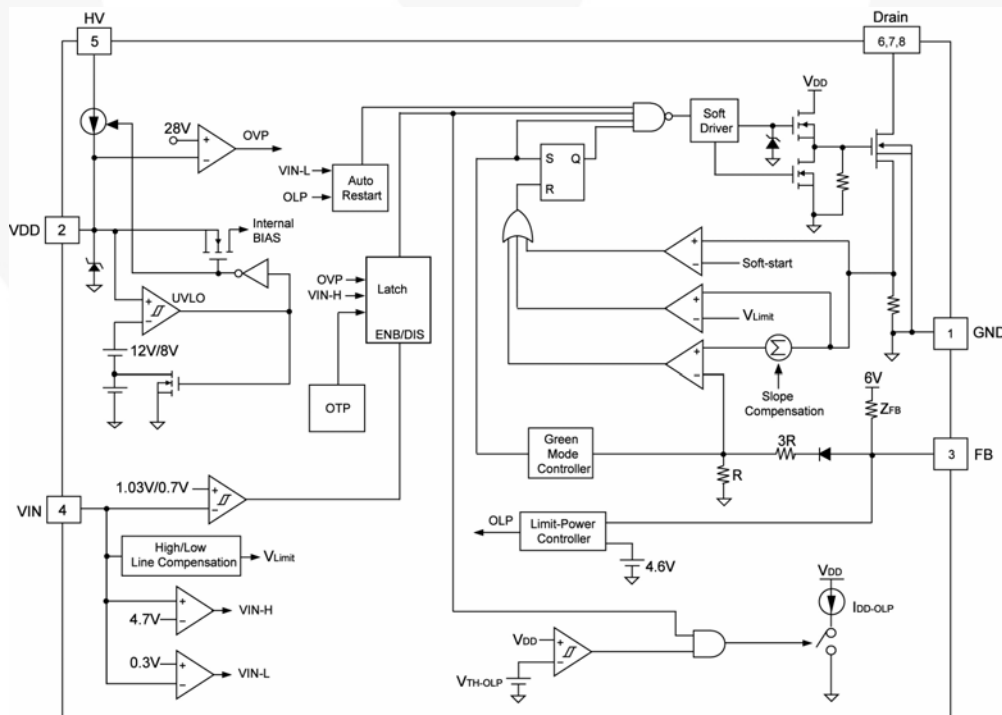 HV
5
Drain
6,7,8
VDD
28V
OVP
+
−
VIN-L
OLP
Auto
Restart
Soft
Driver
S
Q
R
VDD
2
Internal
BIAS
UVLO
+
−
12V/8V
OVP
VIN-H
Latch
ENB/DIS
OTP
+
−
Soft-start
+
−
VLimit
+
−
Σ
Slope
Compensation
1
GND
6V
ZFB
3R
R
3
FB
Green
Mode
Controller
VIN
4
1.03V/0.7V
+
−
High/Low
Line Compensation
VLimit
4.7V
+
−
VIN-H
0.3V
+
−
VIN-L
OLP
Limit-Power
Controller
4.6V
VDD
+
−
VTH-OLP
VDD
IDD-OLP